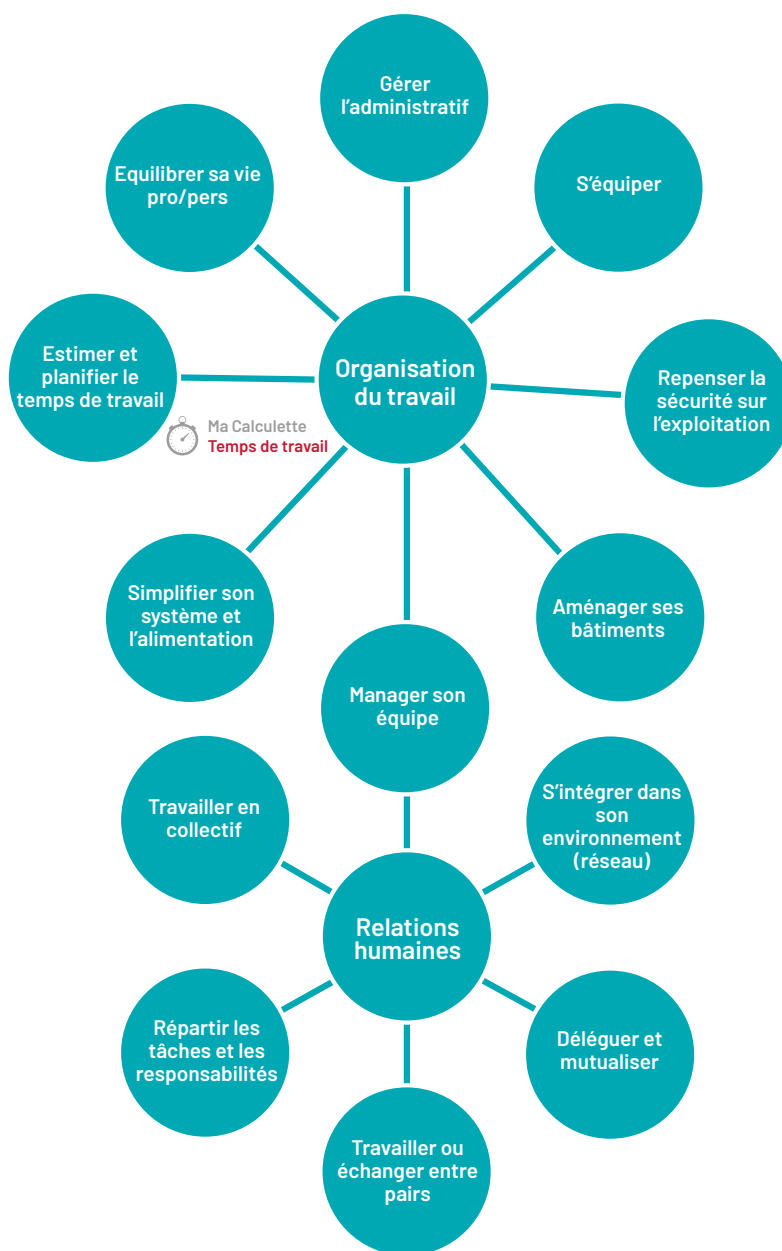 Gérer
l'administratif
Equilibrer sa vie
pro/pers
S'équiper
Estimer et
planifier le
temps de travail
Organisation
du travail
Repenser la
sécurité sur
l'exploitation
Ma Calculette
Temps de travail
Simplifier son
système et
l'alimentation
Aménager ses
bâtiments
Manager son
équipe
Travailler en
collectif
S'intégrer dans
son
environnement
(réseau)
Relations
humaines
Répartir les
tâches et les
responsabilités
Déléguer et
mutualiser
Travailler ou
échanger entre
pairs